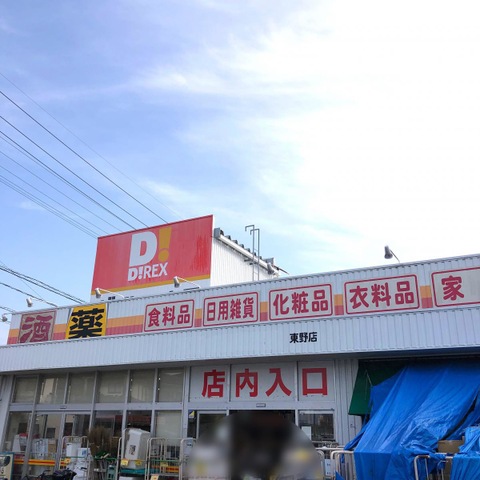 D!
D!REX
酒 薬 食料品 日用雑貨 化粧品 衣料品 家
東野店
店内入口